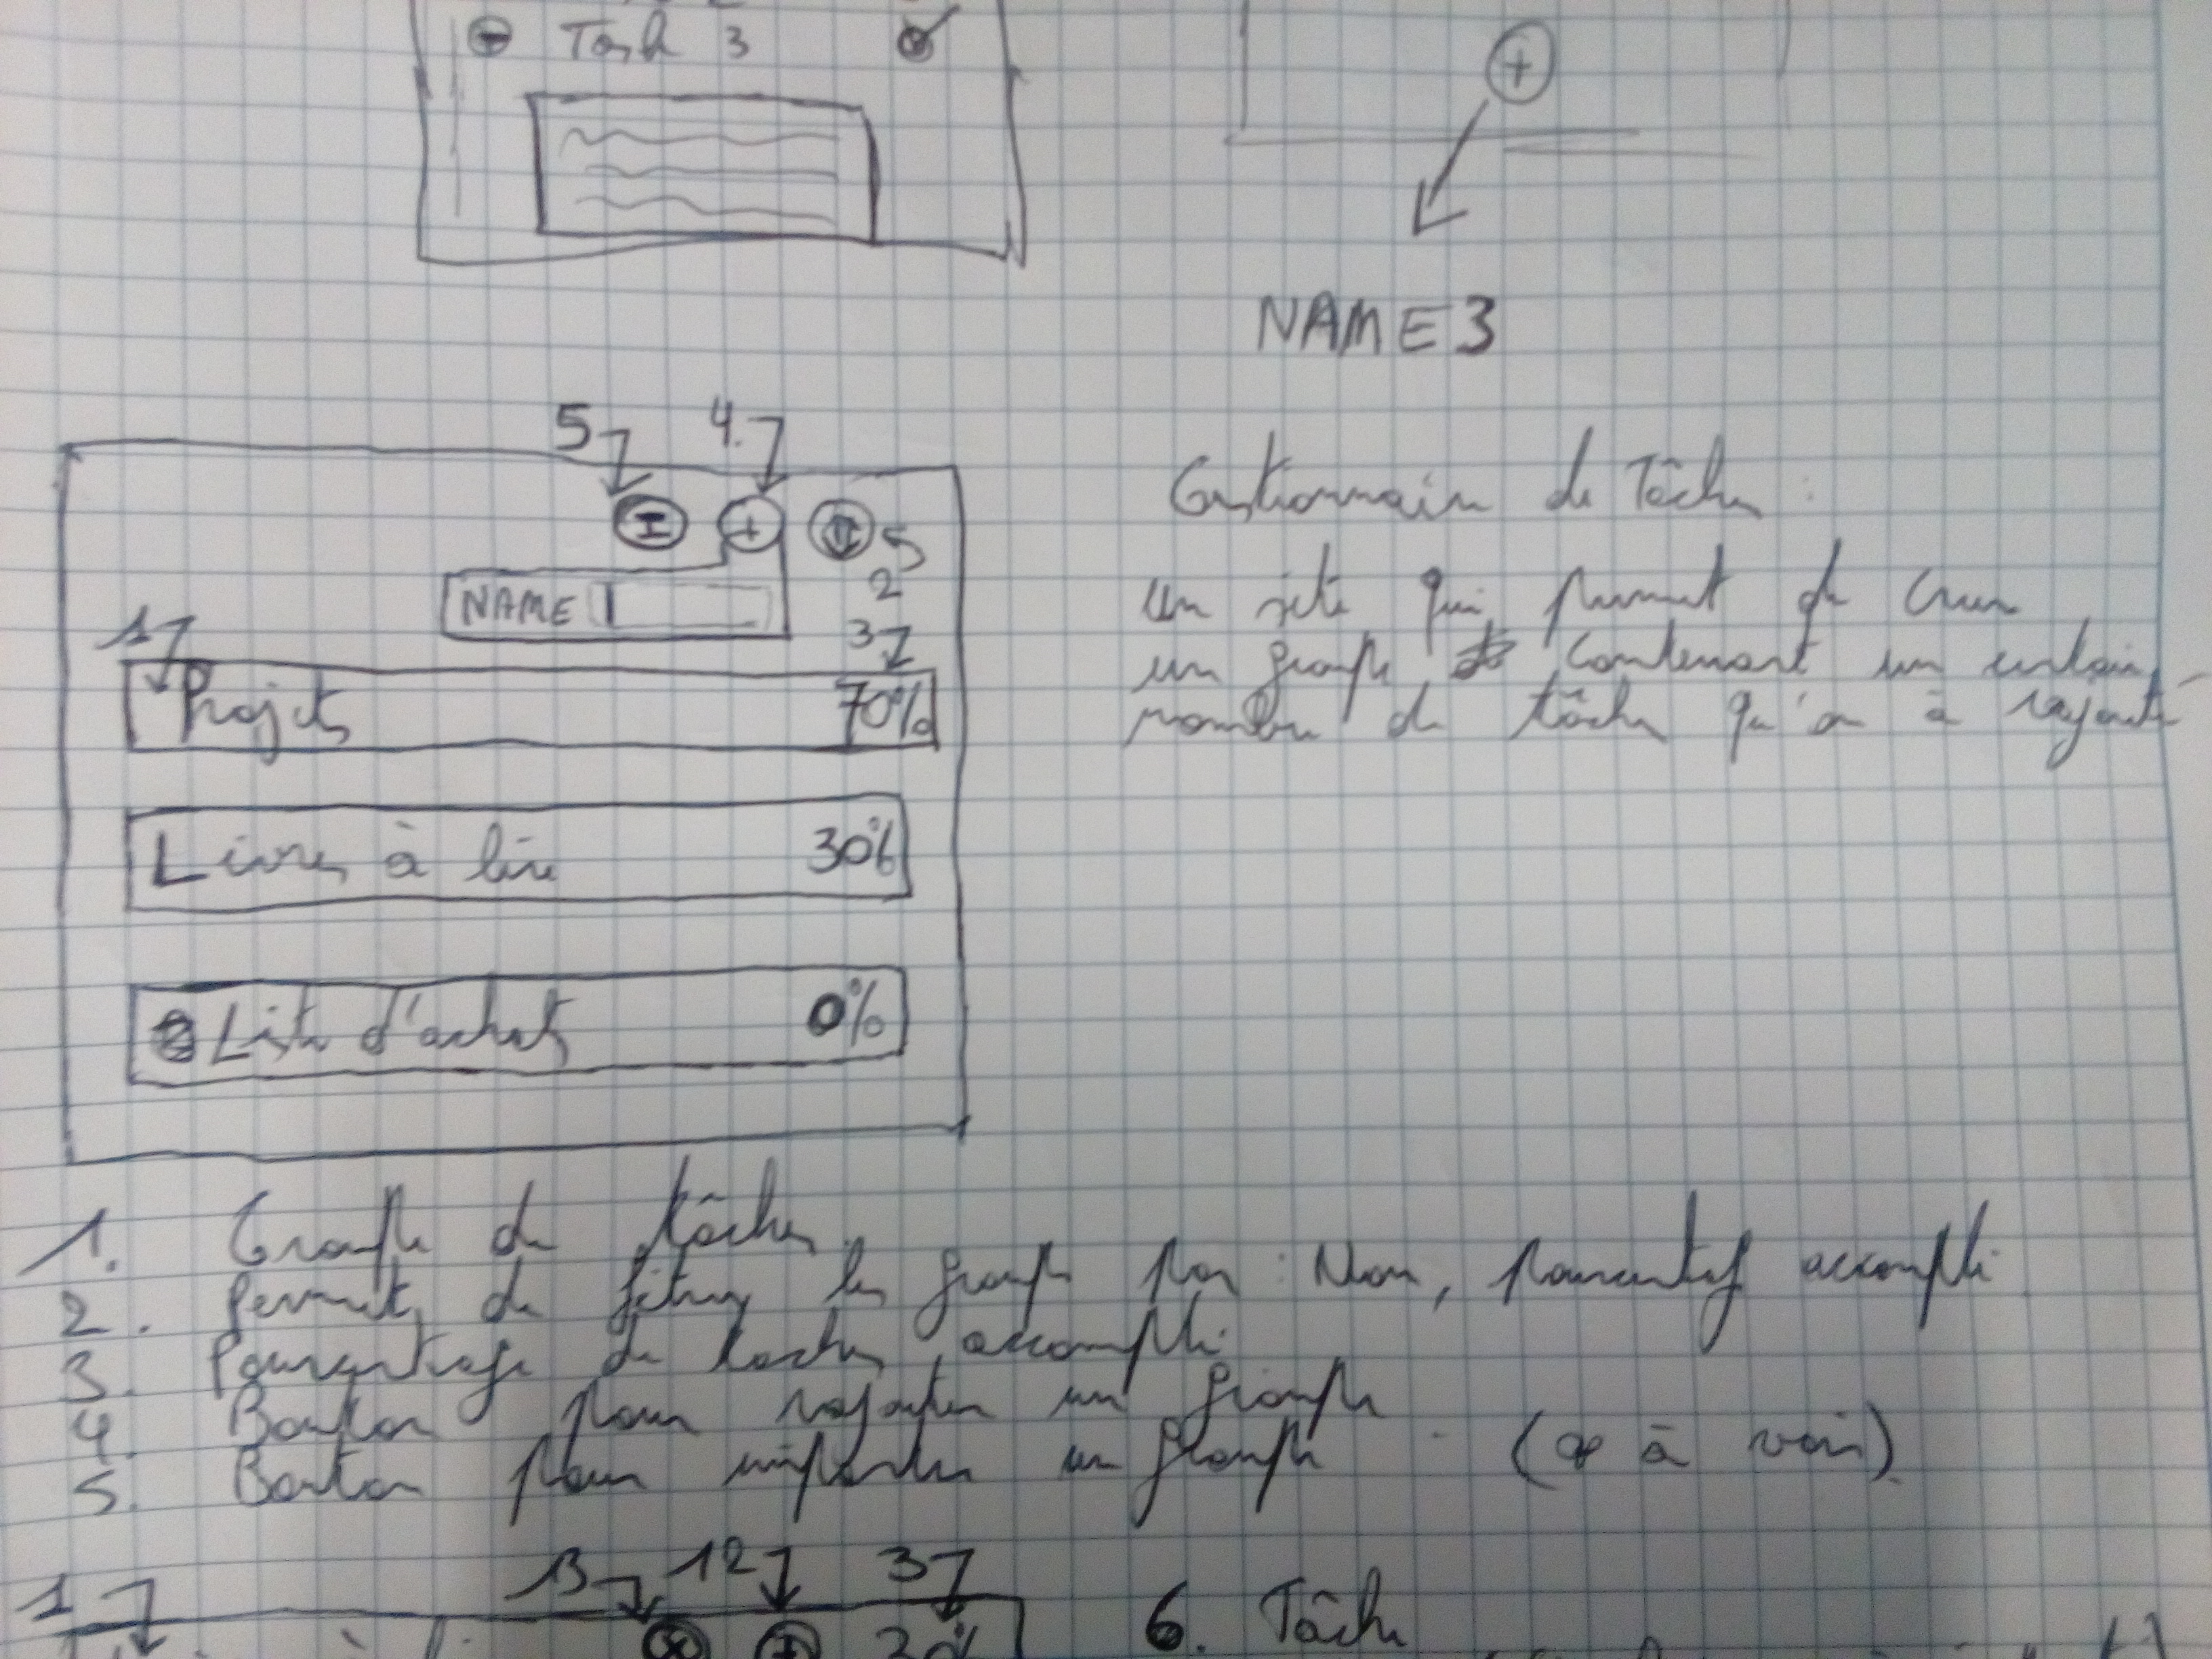 Task 3
NAME 3
5 4.
NAME
2
1 3
Projets 70%
Livres à lire 30%
Liste d'achats 0%
Gestionnaire de Tâches :
un site qui permet de créer
un groupe contenant un certain
nombre de tâches qu'on à rajouté
1. Groupe de tâches
2. Permet de filtrer les groupes par : Nom, pourcentage accompli
3. Pourcentage de taches accompli
4. Bouton pour rajouter un groupe
5. Bouton pour importer un groupe . (à voir)
1 13 12 3
30%
6. Tâche